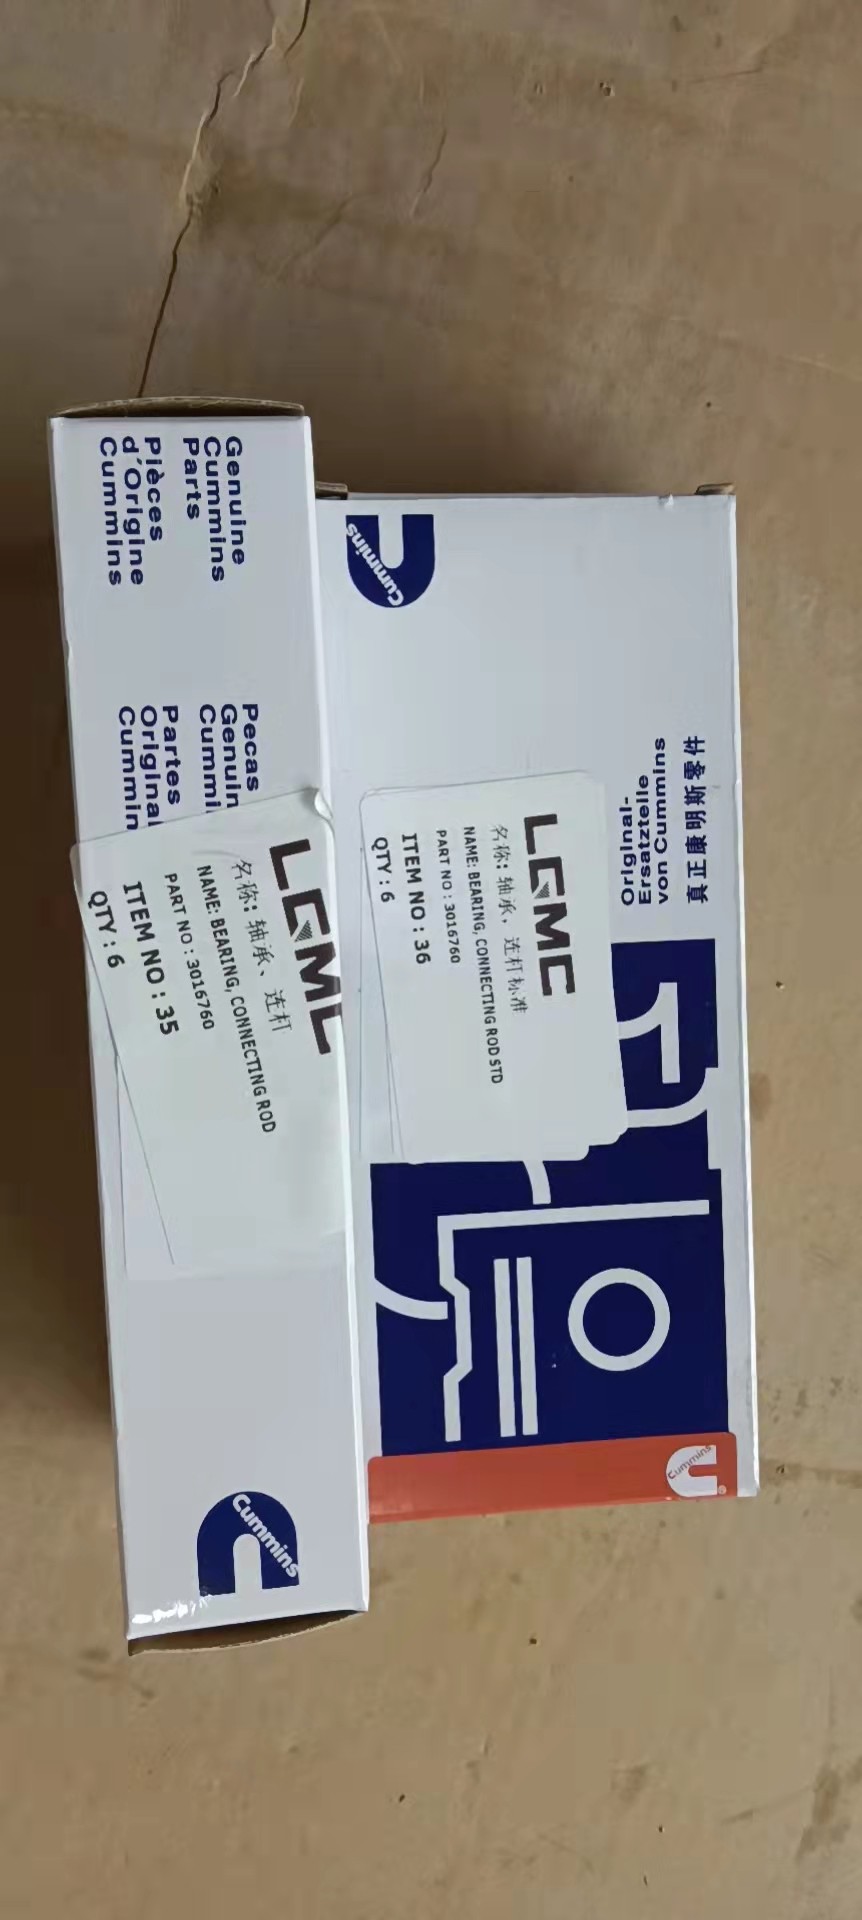 Genuine
Cummins
Parts
Pièces
d'Origine
Cummins
Pecas
Genuin
Cummi
Partes
Original
Cummin
LGMC
名称: 轴承、连杆
NAME: BEARING, CONNECTING ROD
PART NO : 3016760
ITEM NO : 35
QTY : 6
Cummins
Cummins
真正康明斯零件
Original-
Ersatzteile
von Cummins
LGMC
名称: 轴承, 连杆标准
NAME: BEARING, CONNECTING ROD STD
PART NO : 3016760
ITEM NO : 36
QTY : 6
Cummins